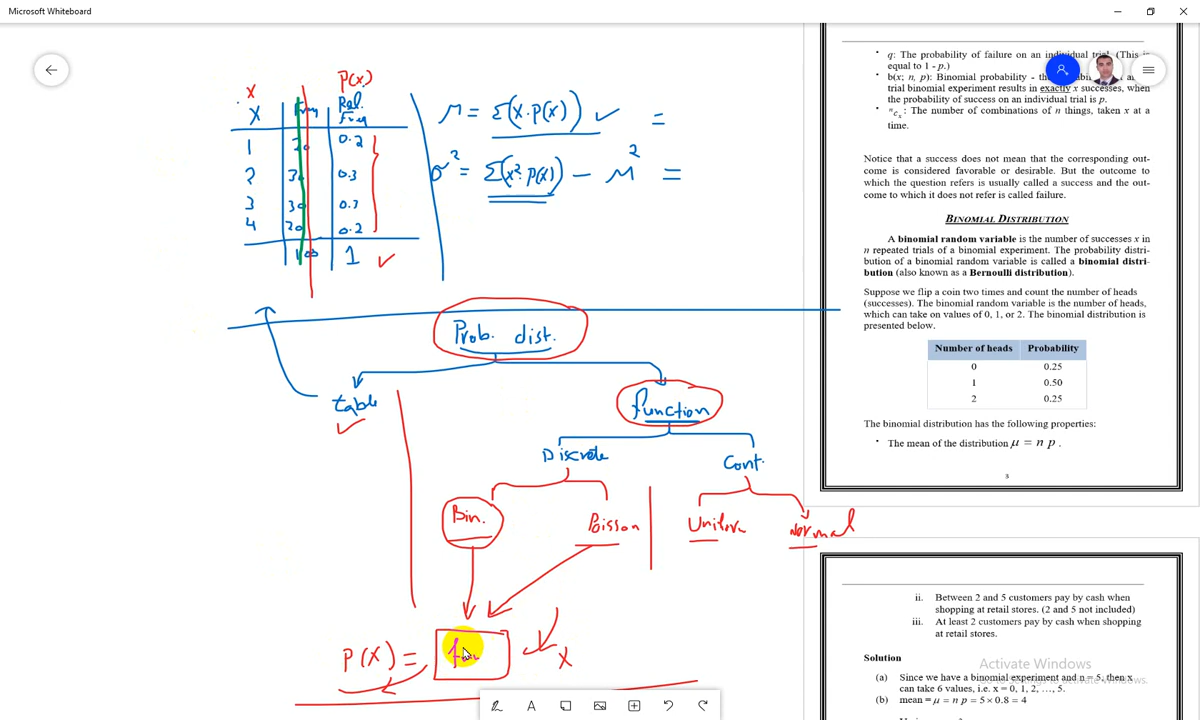 Microsoft Whiteboard
X P(x)
X Freq Rel. Freq
1 20 0.2
2 30 0.3
3 30 0.3
4 20 0.2
100 1 ✓
μ = Σ(x·P(x)) ✓ =
σ² = Σ(x²·P(x)) − μ² =
Prob. dist.
table
function
Discrete
Cont.
Bin.
Poisson
Uniform
Normal
P(X) = func x
q: The probability of failure on an individual trial. (This is
equal to 1 - p.)
b(x; n, p): Binomial probability - the
trial binomial experiment results in exactly x successes, when
the probability of success on an individual trial is p.
ⁿcₓ: The number of combinations of n things, taken x at a
time.
Notice that a success does not mean that the corresponding out-
come is considered favorable or desirable. But the outcome to
which the question refers is usually called a success and the out-
come to which it does not refer is called failure.
BINOMIAL DISTRIBUTION
A binomial random variable is the number of successes x in
n repeated trials of a binomial experiment. The probability distri-
bution of a binomial random variable is called a binomial distri-
bution (also known as a Bernoulli distribution).
Suppose we flip a coin two times and count the number of heads
(successes). The binomial random variable is the number of heads,
which can take on values of 0, 1, or 2. The binomial distribution is
presented below.
Number of heads Probability
0 0.25
1 0.50
2 0.25
The binomial distribution has the following properties:
• The mean of the distribution μ = n p .
ii. Between 2 and 5 customers pay by cash when
shopping at retail stores. (2 and 5 not included)
iii. At least 2 customers pay by cash when shopping
at retail stores.
Solution
Activate Windows
(a) Since we have a binomial experiment and n = 5, then x
can take 6 values, i.e. x = 0, 1, 2, …, 5.
(b) mean = μ = n p = 5×0.8 = 4